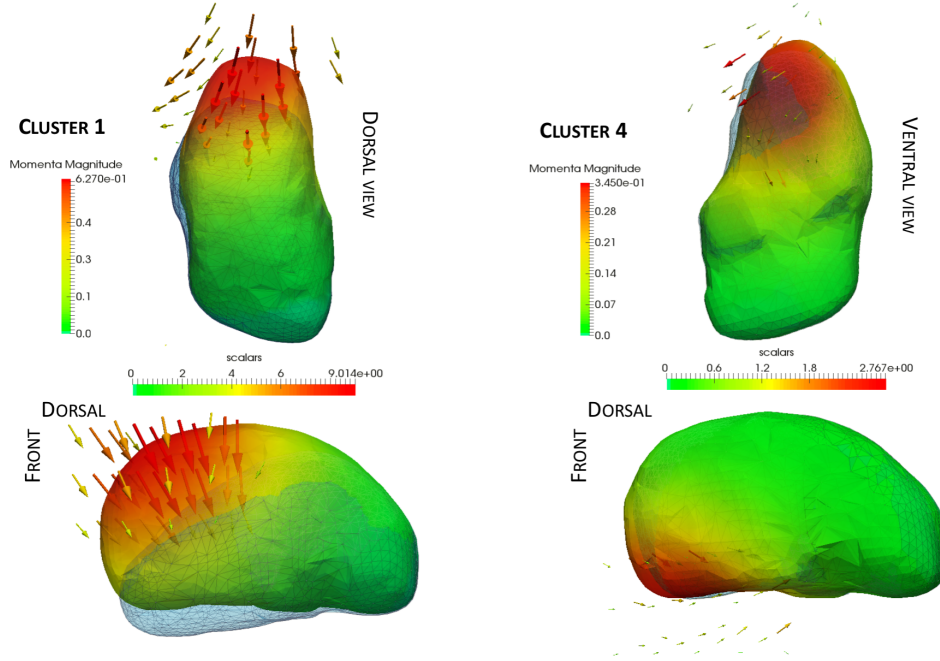 CLUSTER 1
Momenta Magnitude
6.270e-01
0.4
0.3
0.1
0.0
DORSAL VIEW
CLUSTER 4
Momenta Magnitude
3.450e-01
0.28
0.21
0.14
0.07
0.0
VENTRAL VIEW
scalars
0 2 4 6 9.014e+00
DORSAL
FRONT
scalars
0 0.6 1.2 1.8 2.767e+00
DORSAL
FRONT